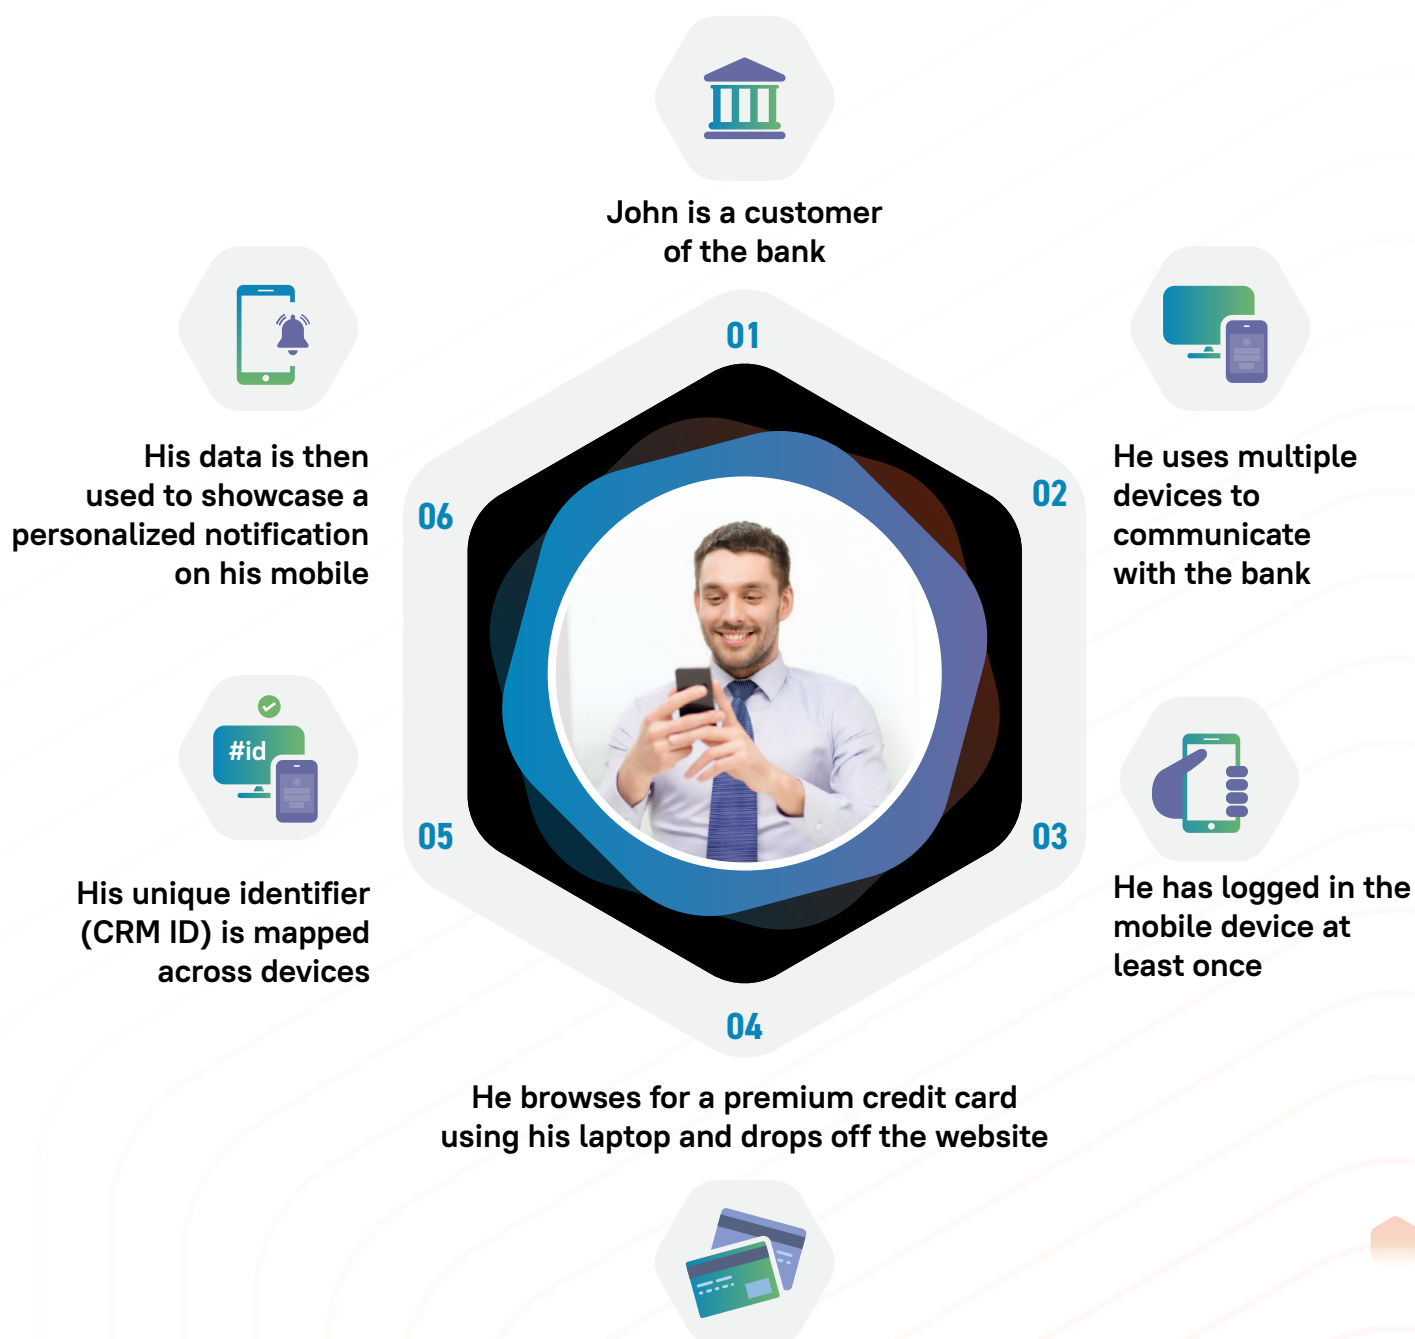 John is a customer
of the bank
01
02
He uses multiple
devices to
communicate
with the bank
03
He has logged in the
mobile device at
least once
04
He browses for a premium credit card
using his laptop and drops off the website
05
#id
His unique identifier
(CRM ID) is mapped
across devices
06
His data is then
used to showcase a
personalized notification
on his mobile